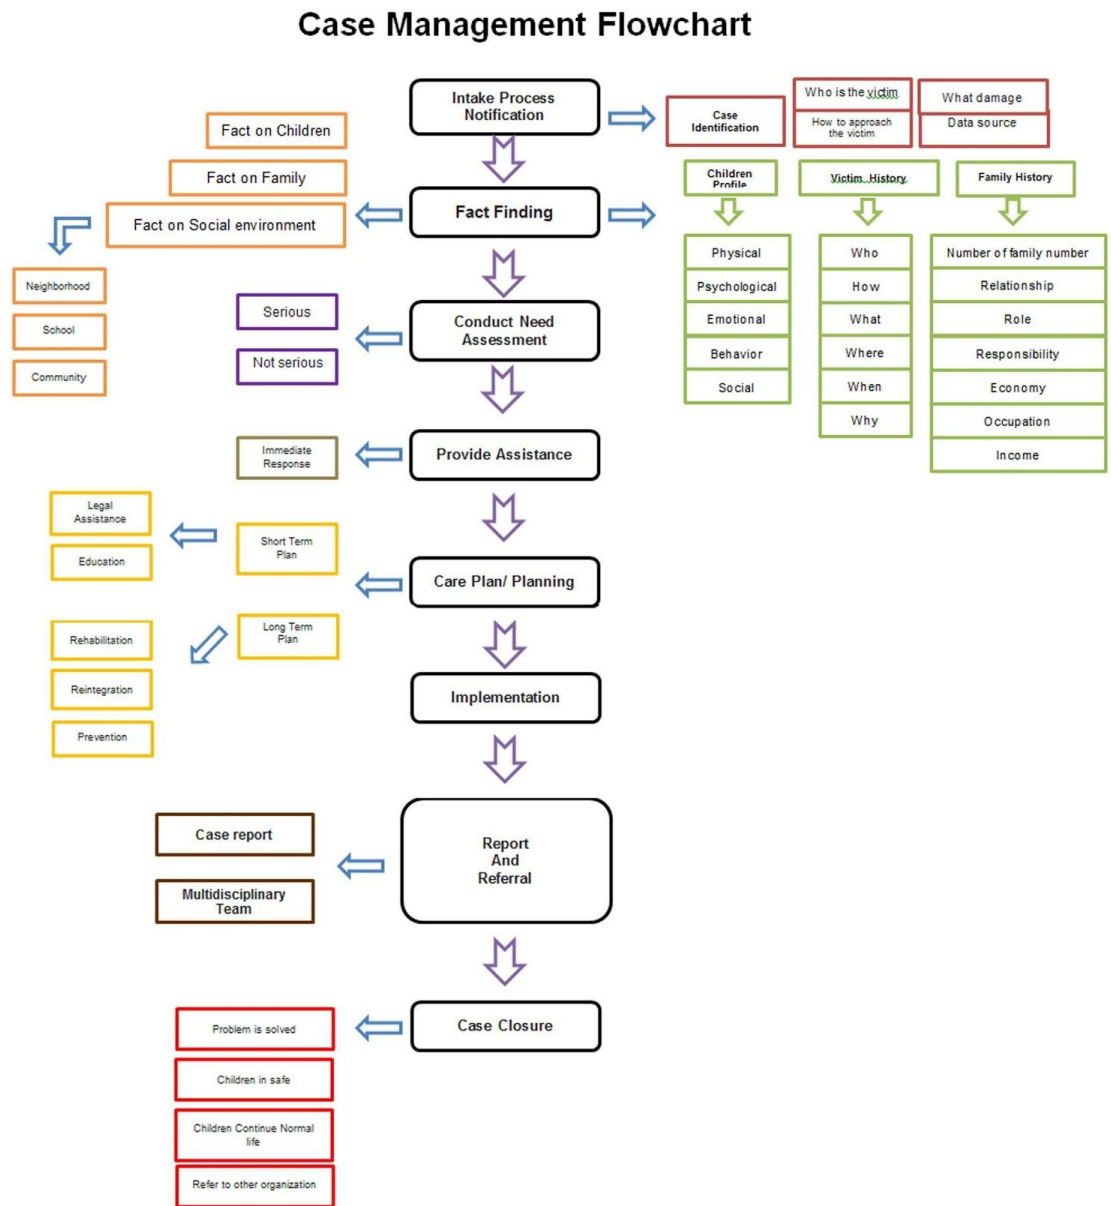 Case Management Flowchart
Intake Process
Notification
Case
Identification
Who is the victim
How to approach
the victim
What damage
Data source
Fact on Children
Fact on Family
Fact on Social environment
Fact Finding
Children
Profile
Victim History
Family History
Neighborhood
School
Community
Physical
Psychological
Emotional
Behavior
Social
Who
How
What
Where
When
Why
Number of family number
Relationship
Role
Responsibility
Economy
Occupation
Income
Serious
Not serious
Conduct Need
Assessment
Immediate
Response
Provide Assistance
Legal
Assistance
Education
Short Term
Plan
Care Plan/ Planning
Long Term
Plan
Rehabilitation
Reintegration
Prevention
Implementation
Case report
Multidisciplinary
Team
Report
And
Referral
Case Closure
Problem is solved
Children in safe
Children Continue Normal
life
Refer to other organization